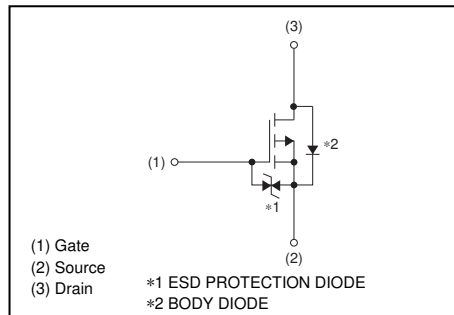 (3)
*2
(1)
*1
(2)
(1) Gate
(2) Source
(3) Drain
*1 ESD PROTECTION DIODE
*2 BODY DIODE